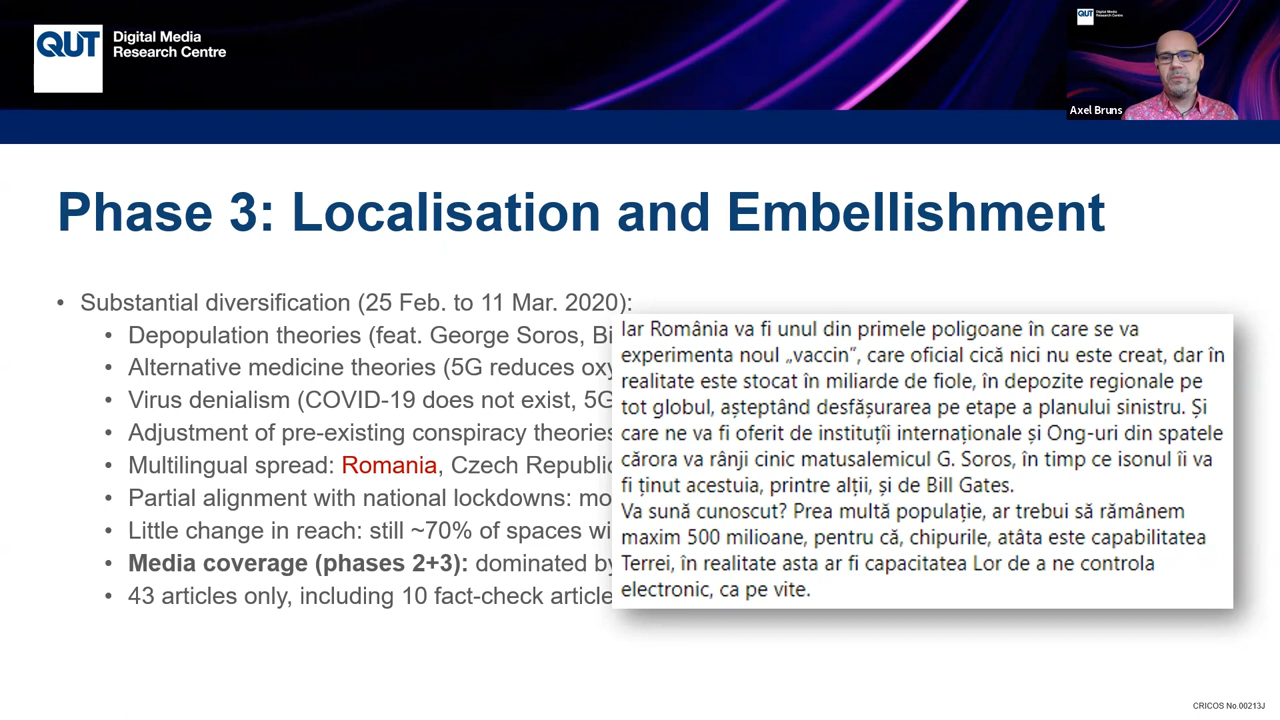 QUT
Digital Media
Research Centre
QUT
Digital Media
Research Centre
Axel Bruns
Phase 3: Localisation and Embellishment
• Substantial diversification (25 Feb. to 11 Mar. 2020):
• Depopulation theories (feat. George Soros, Bi
• Alternative medicine theories (5G reduces oxy
• Virus denialism (COVID-19 does not exist, 5G
• Adjustment of pre-existing conspiracy theories
• Multilingual spread: Romania, Czech Republic
• Partial alignment with national lockdowns: mo
• Little change in reach: still ~70% of spaces wi
• Media coverage (phases 2+3): dominated by
• 43 articles only, including 10 fact-check article
Iar România va fi unul din primele poligoane în care se va
experimenta noul „vaccin”, care oficial cică nici nu este creat, dar în
realitate este stocat în miliarde de fiole, în depozite regionale pe
tot globul, așteptând desfășurarea pe etape a planului sinistru. Și
care ne va fi oferit de instituții internaționale și Ong-uri din spatele
cărora va rânji cinic matusalemicul G. Soros, în timp ce isonul îi va
fi ținut acestuia, printre alții, și de Bill Gates.
Va sună cunoscut? Prea multă populație, ar trebui să rămânem
maxim 500 milioane, pentru că, chipurile, atâta este capabilitatea
Terrei, în realitate asta ar fi capacitatea Lor de a ne controla
electronic, ca pe vite.
CRICOS No.00213J